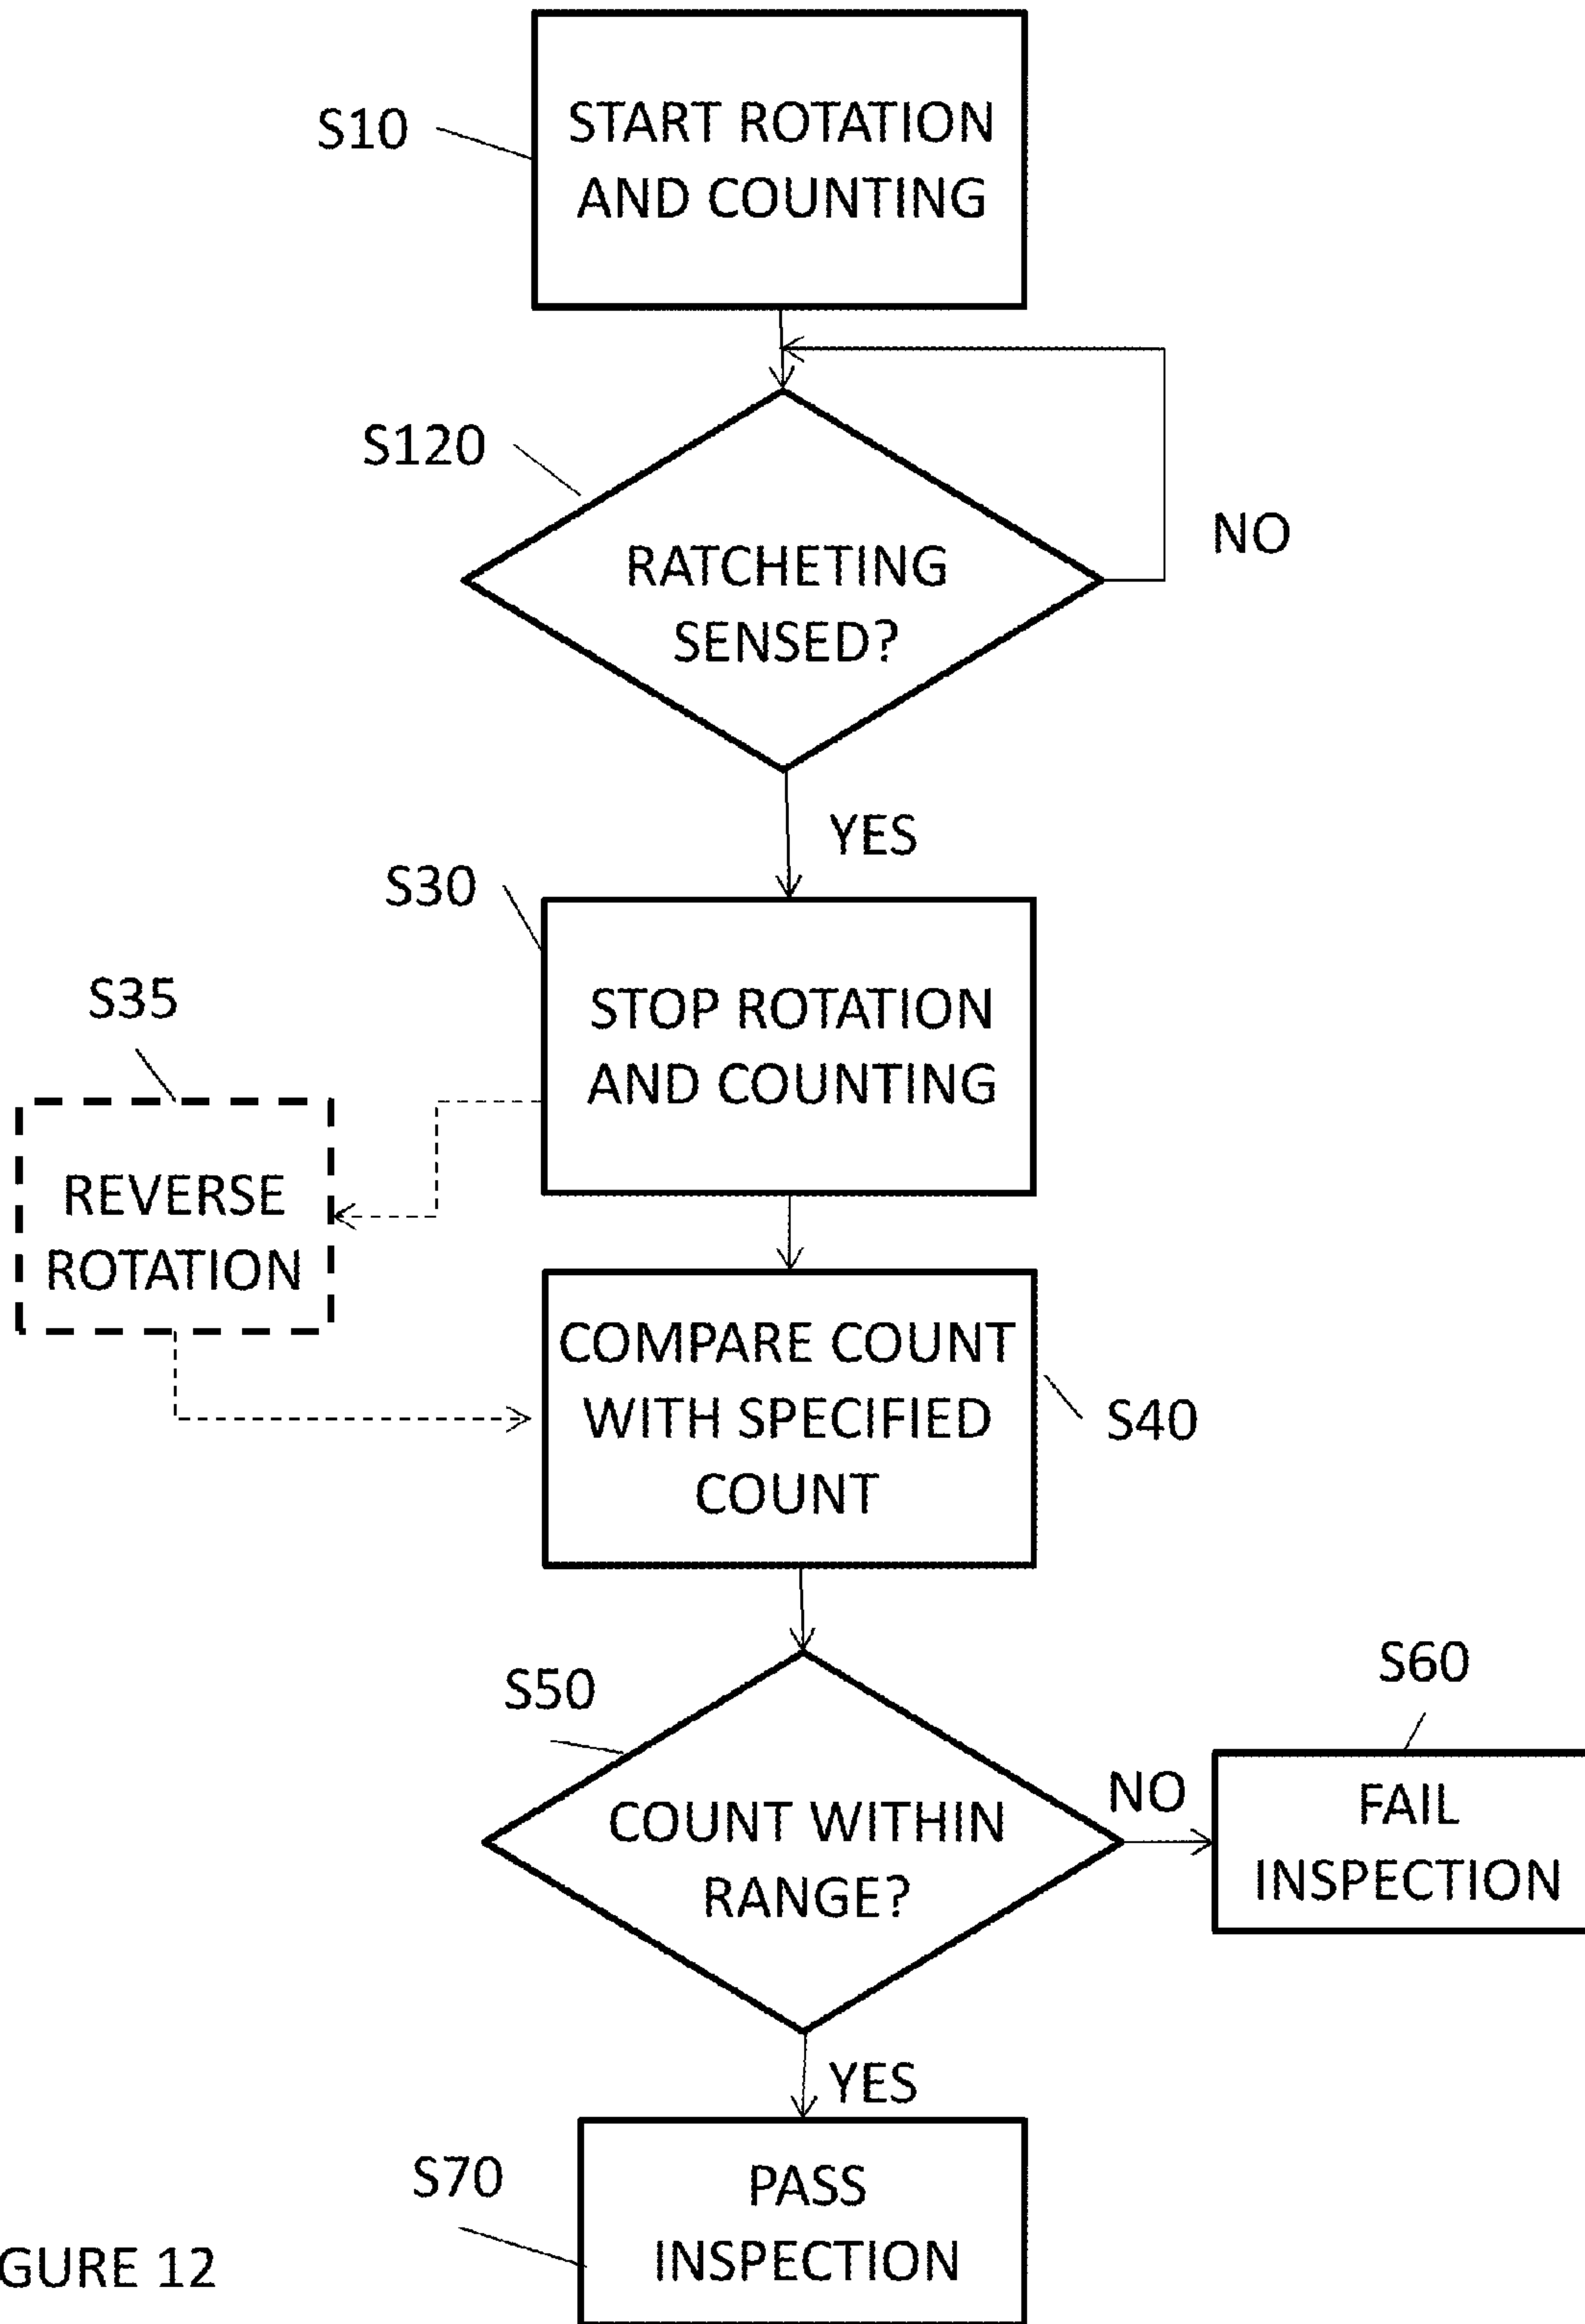 S10
START ROTATION
AND COUNTING
S120
RATCHETING
SENSED?
NO
YES
S30
STOP ROTATION
AND COUNTING
S35
REVERSE
ROTATION
COMPARE COUNT
WITH SPECIFIED
COUNT
S40
S50
COUNT WITHIN
RANGE?
NO
S60
FAIL
INSPECTION
YES
S70
PASS
INSPECTION
GURE 12